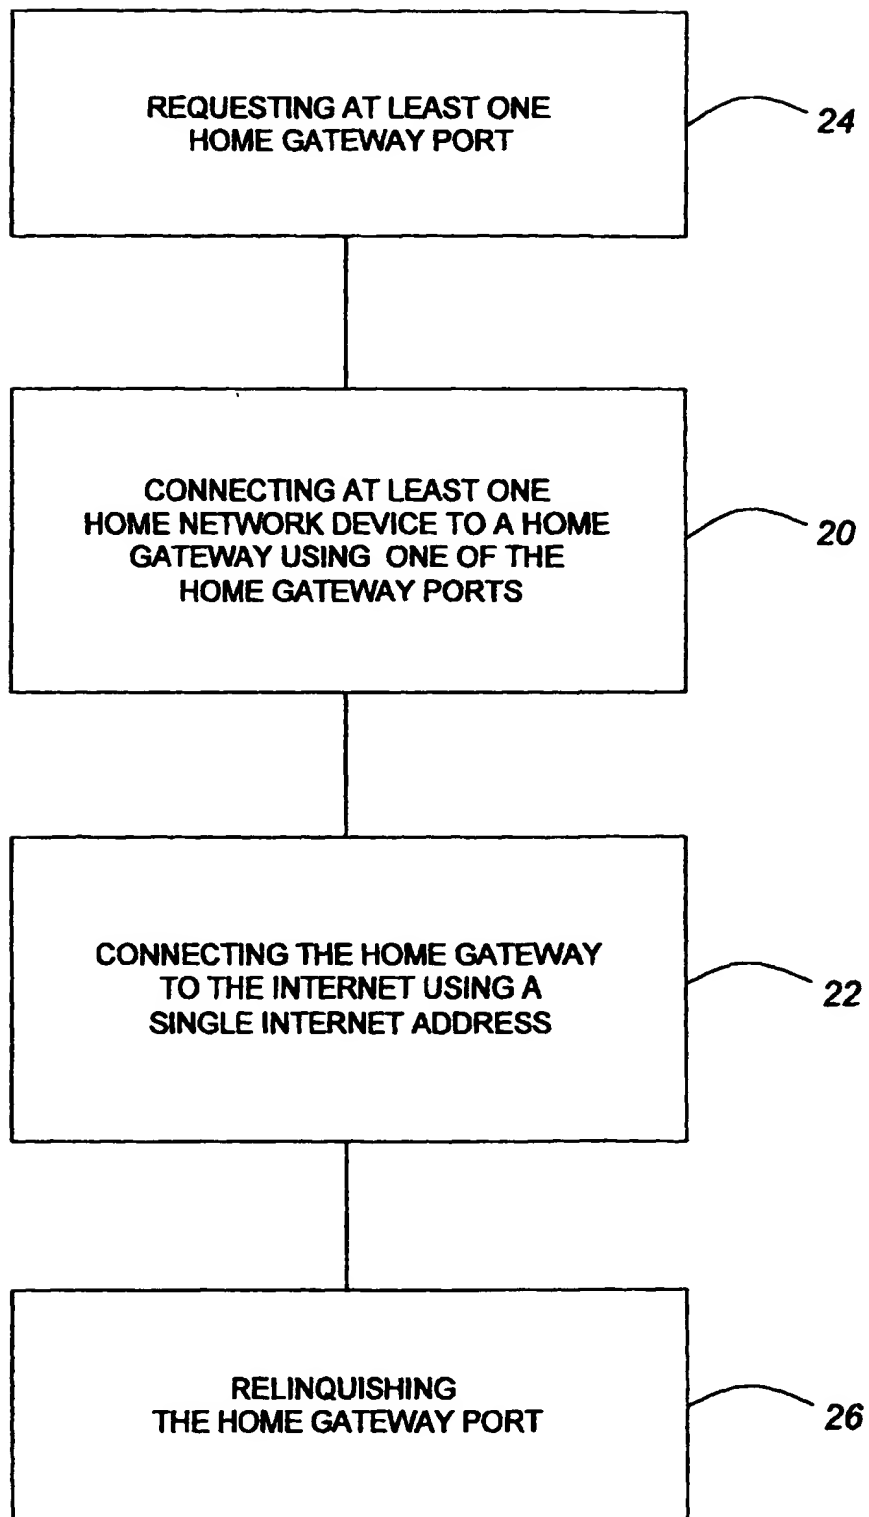 REQUESTING AT LEAST ONE
HOME GATEWAY PORT
24
CONNECTING AT LEAST ONE
HOME NETWORK DEVICE TO A HOME
GATEWAY USING ONE OF THE
HOME GATEWAY PORTS
20
CONNECTING THE HOME GATEWAY
TO THE INTERNET USING A
SINGLE INTERNET ADDRESS
22
RELINQUISHING
THE HOME GATEWAY PORT
26